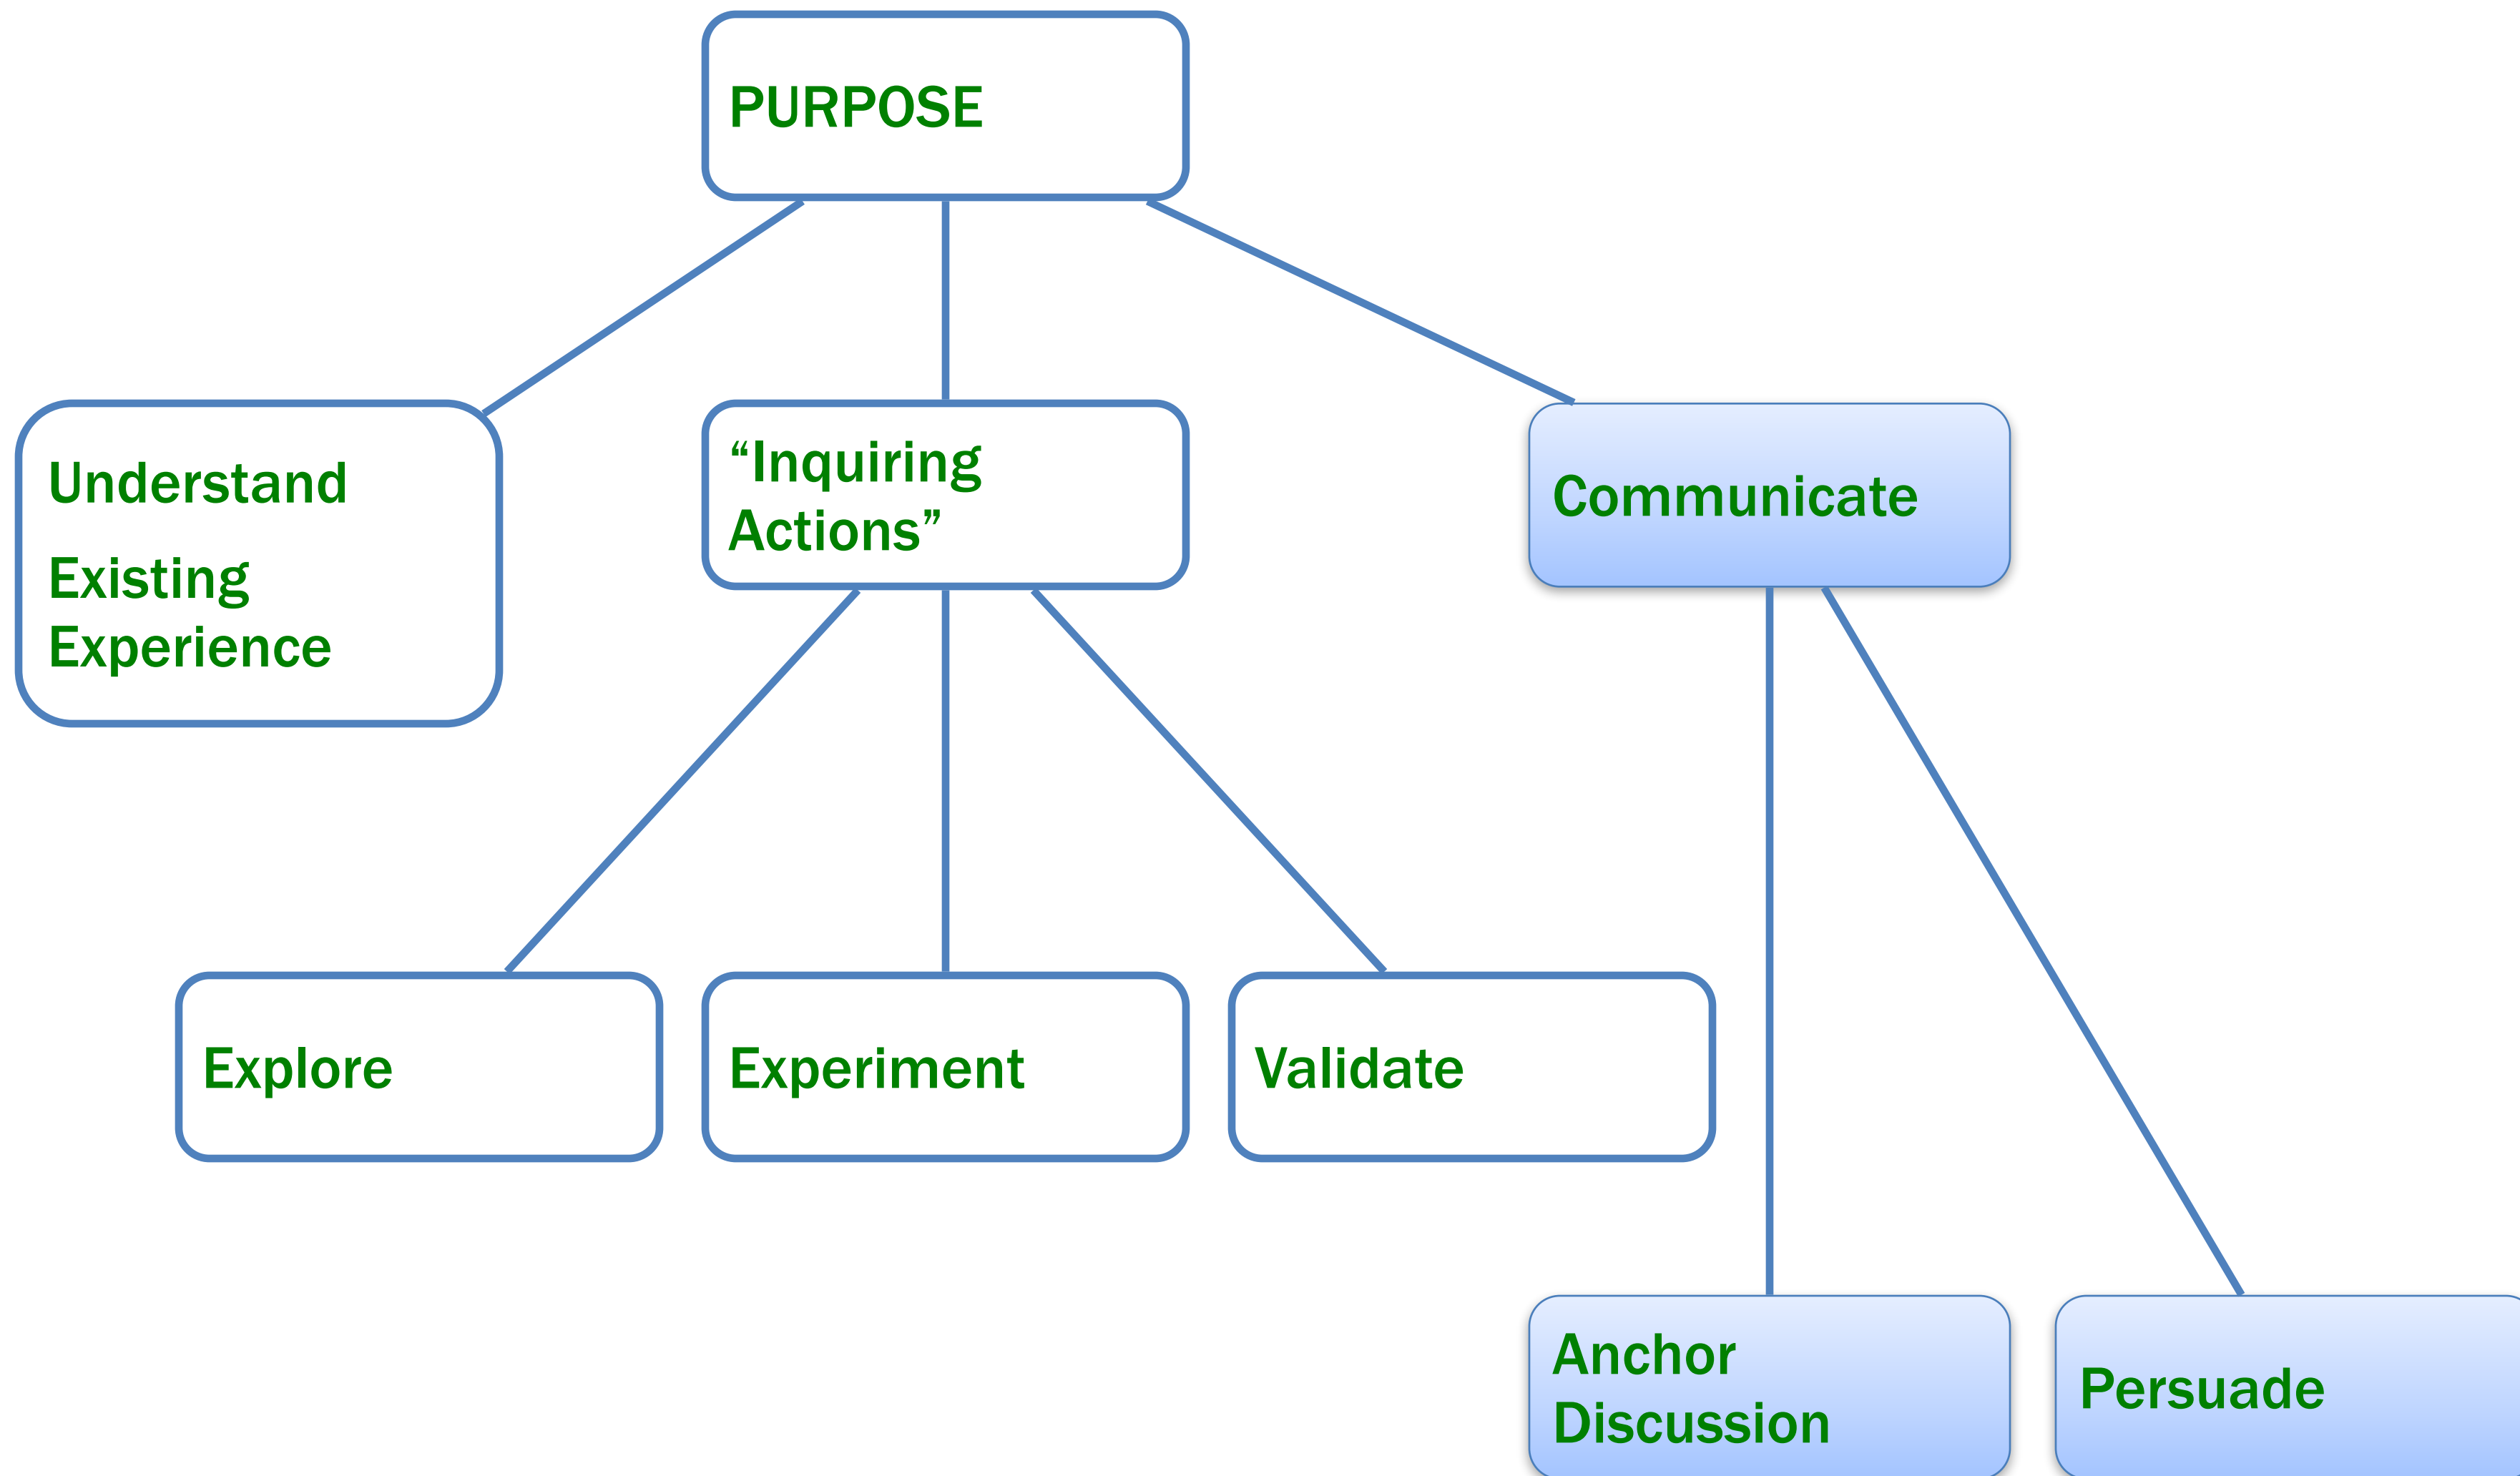 PURPOSE
Understand
Existing
Experience
“Inquiring
Actions”
Communicate
Explore
Experiment
Validate
Anchor
Discussion
Persuade